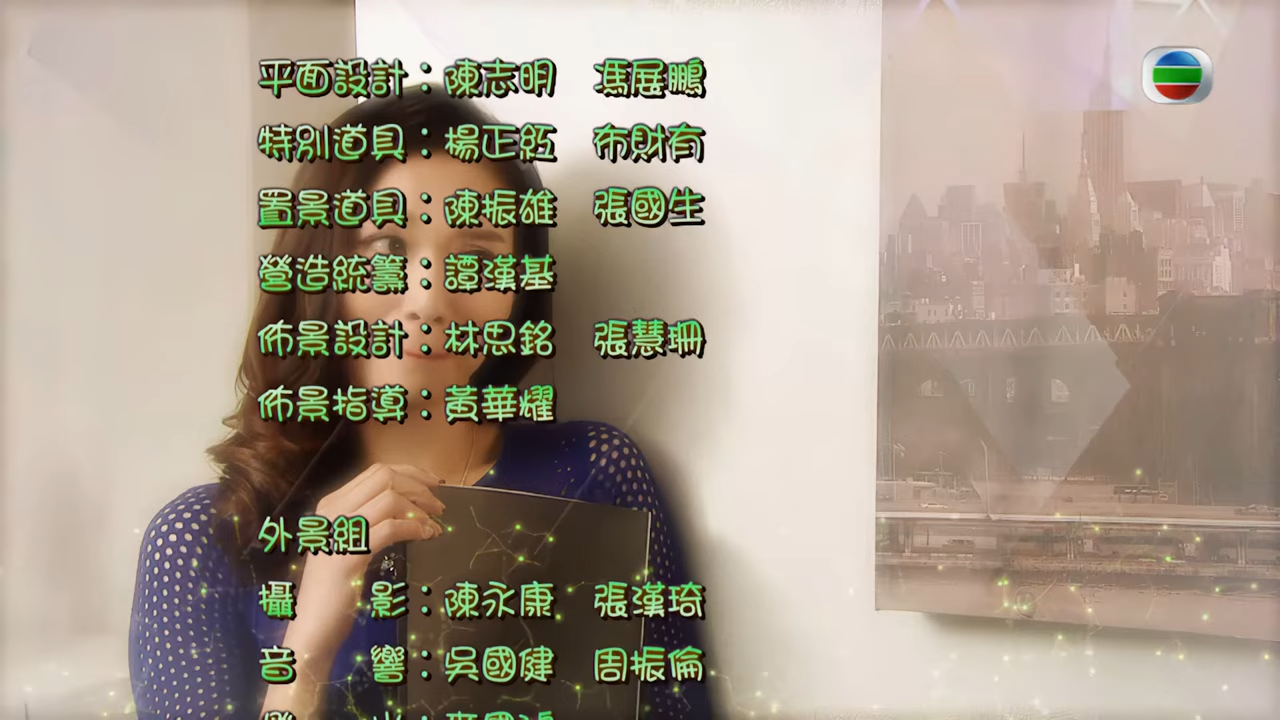 平面設計：陳志明　馮展鵬
特別道具：楊正紅　布財有
置景道具：陳振雄　張國生
營造統籌：譚漢基
佈景設計：林思銘　張慧珊
佈景指導：黃華耀
外景組
攝　　影：陳永康　張漢琦
音　　響：吳國健　周振倫